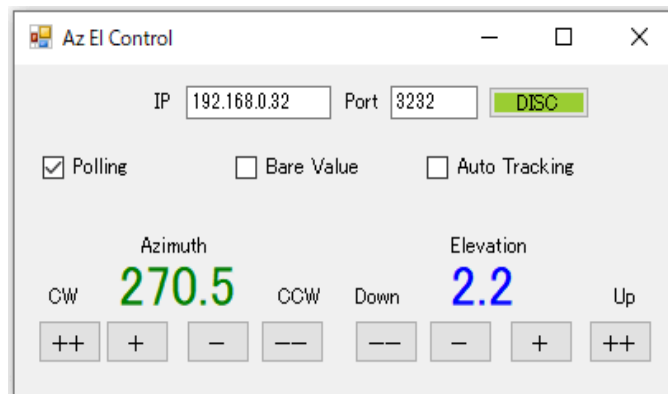 Az El Control
IP 192.168.0.32 Port 3232 DISC
Polling Bare Value Auto Tracking
Azimuth Elevation
CW 270.5 CCW Down 2.2 Up
++ + − −− −− − + ++